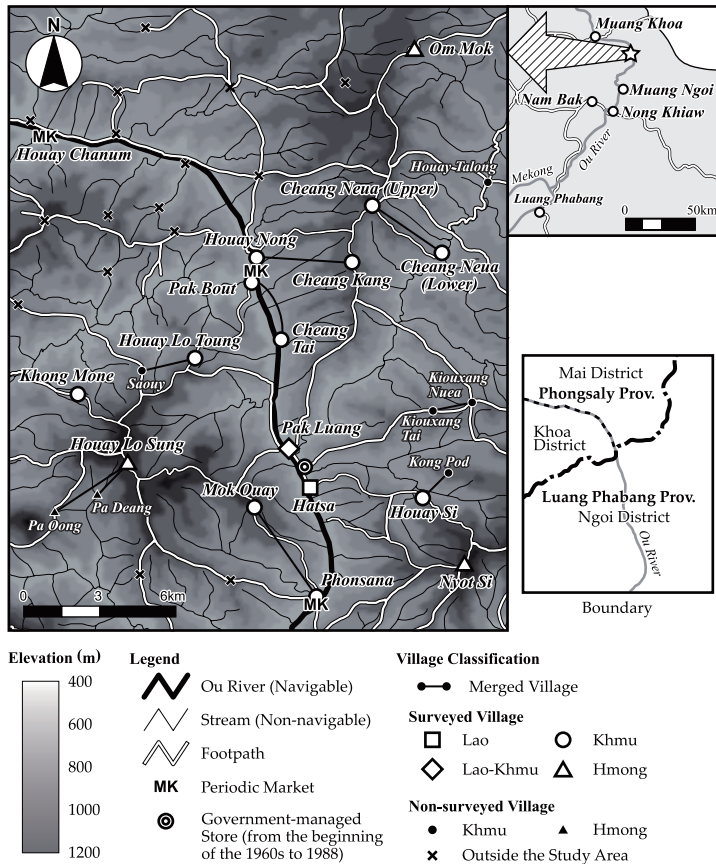 N
Om Mok
MK
Houay Chanum
Houay-Talong
Cheang Neua (Upper)
Houay Nong
MK
Cheang Kang
Cheang Neua
(Lower)
Pak Bout
Houay Lo Toung
Cheang
Tai
Saouy
Khong Mone
Kiouxang
Nuea
Kiouxang
Tai
Pak Luang
Houay Lo Sung
Kong Pod
Mok Quay
Pa Deang
Pa Oong
Hatsa
Houay Si
Phonsana
MK
Nyot Si
0 3 6km
Muang Khoa
Muang Ngoi
Nam Bak
Nong Khiaw
Ou River
Mekong
Luang Phabang
0 50km
Mai District
Phongsaly Prov.
Khoa
District
Luang Phabang Prov.
Ngoi District
Ou River
Boundary
Elevation (m)
400
600
800
1000
1200
Legend
Ou River (Navigable)
Stream (Non-navigable)
Footpath
MK Periodic Market
Government-managed
Store (from the beginning
of the 1960s to 1988)
Village Classification
Merged Village
Surveyed Village
Lao Khmu
Lao-Khmu Hmong
Non-surveyed Village
Khmu Hmong
Outside the Study Area